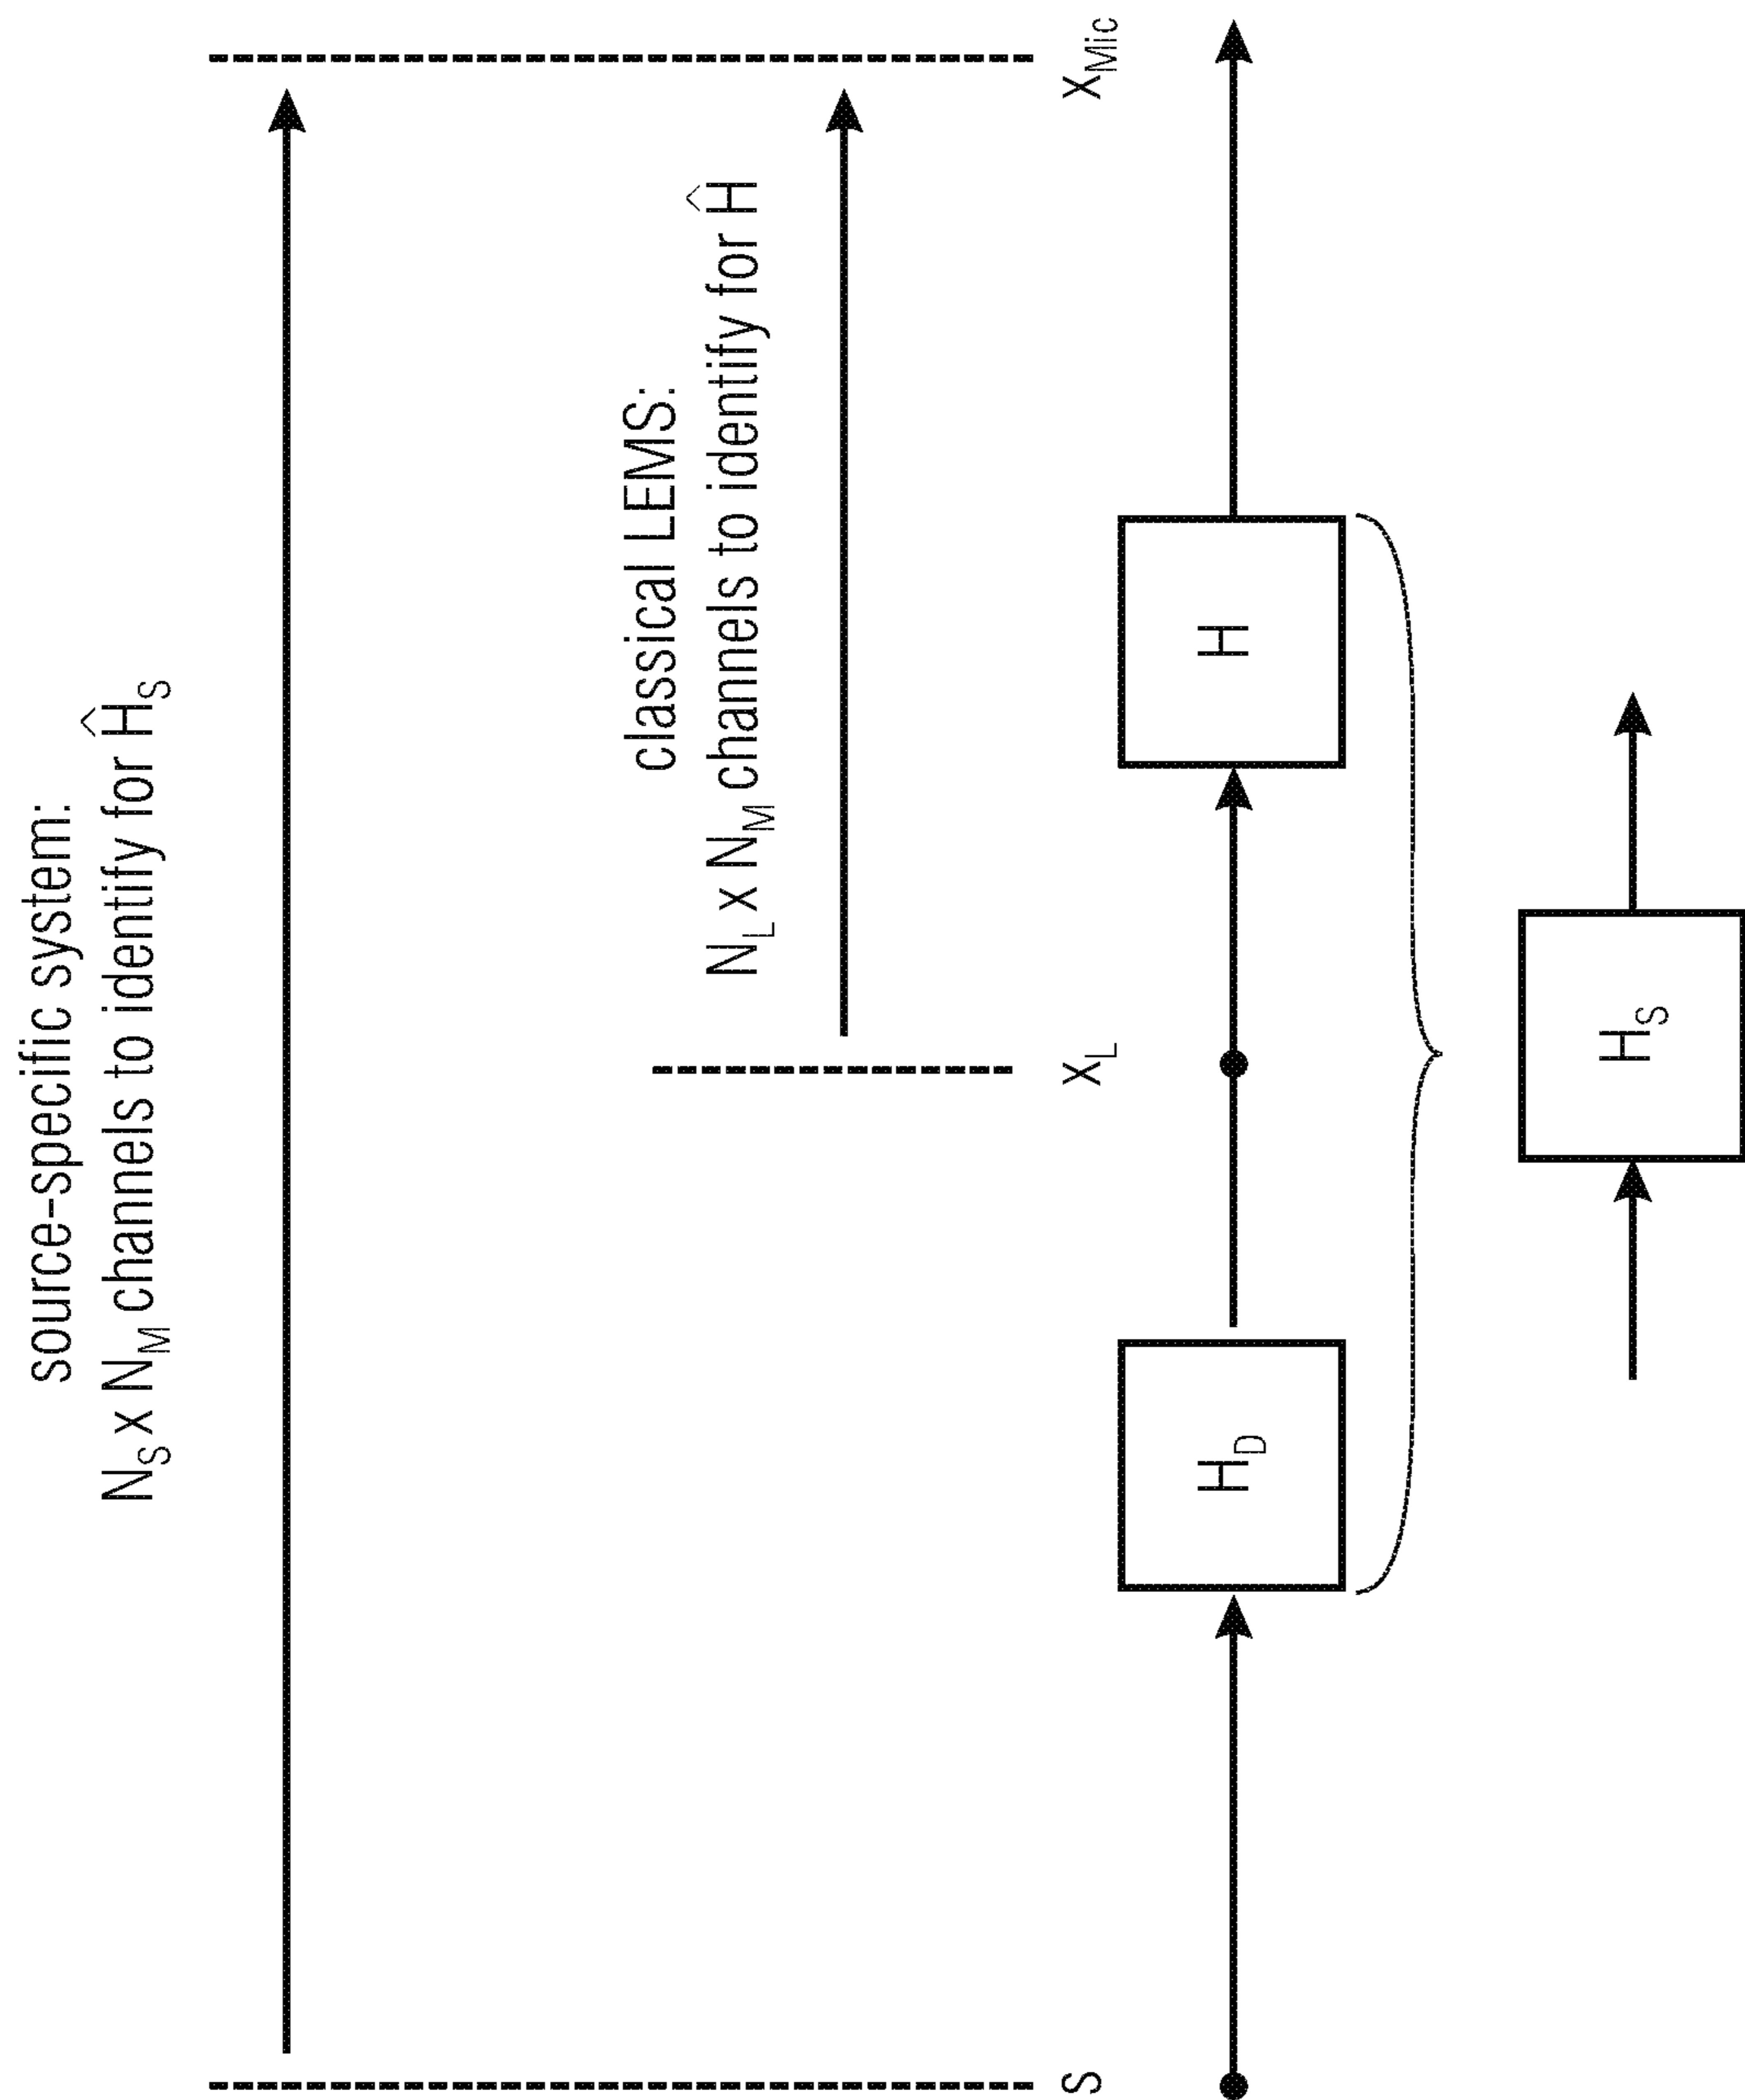 source-specific system:
N_S x N_M channels to identify for Ĥ_S
classical LEMS:
N_L x N_M channels to identify for Ĥ
s x_L x_Mic
H_D H
H_S